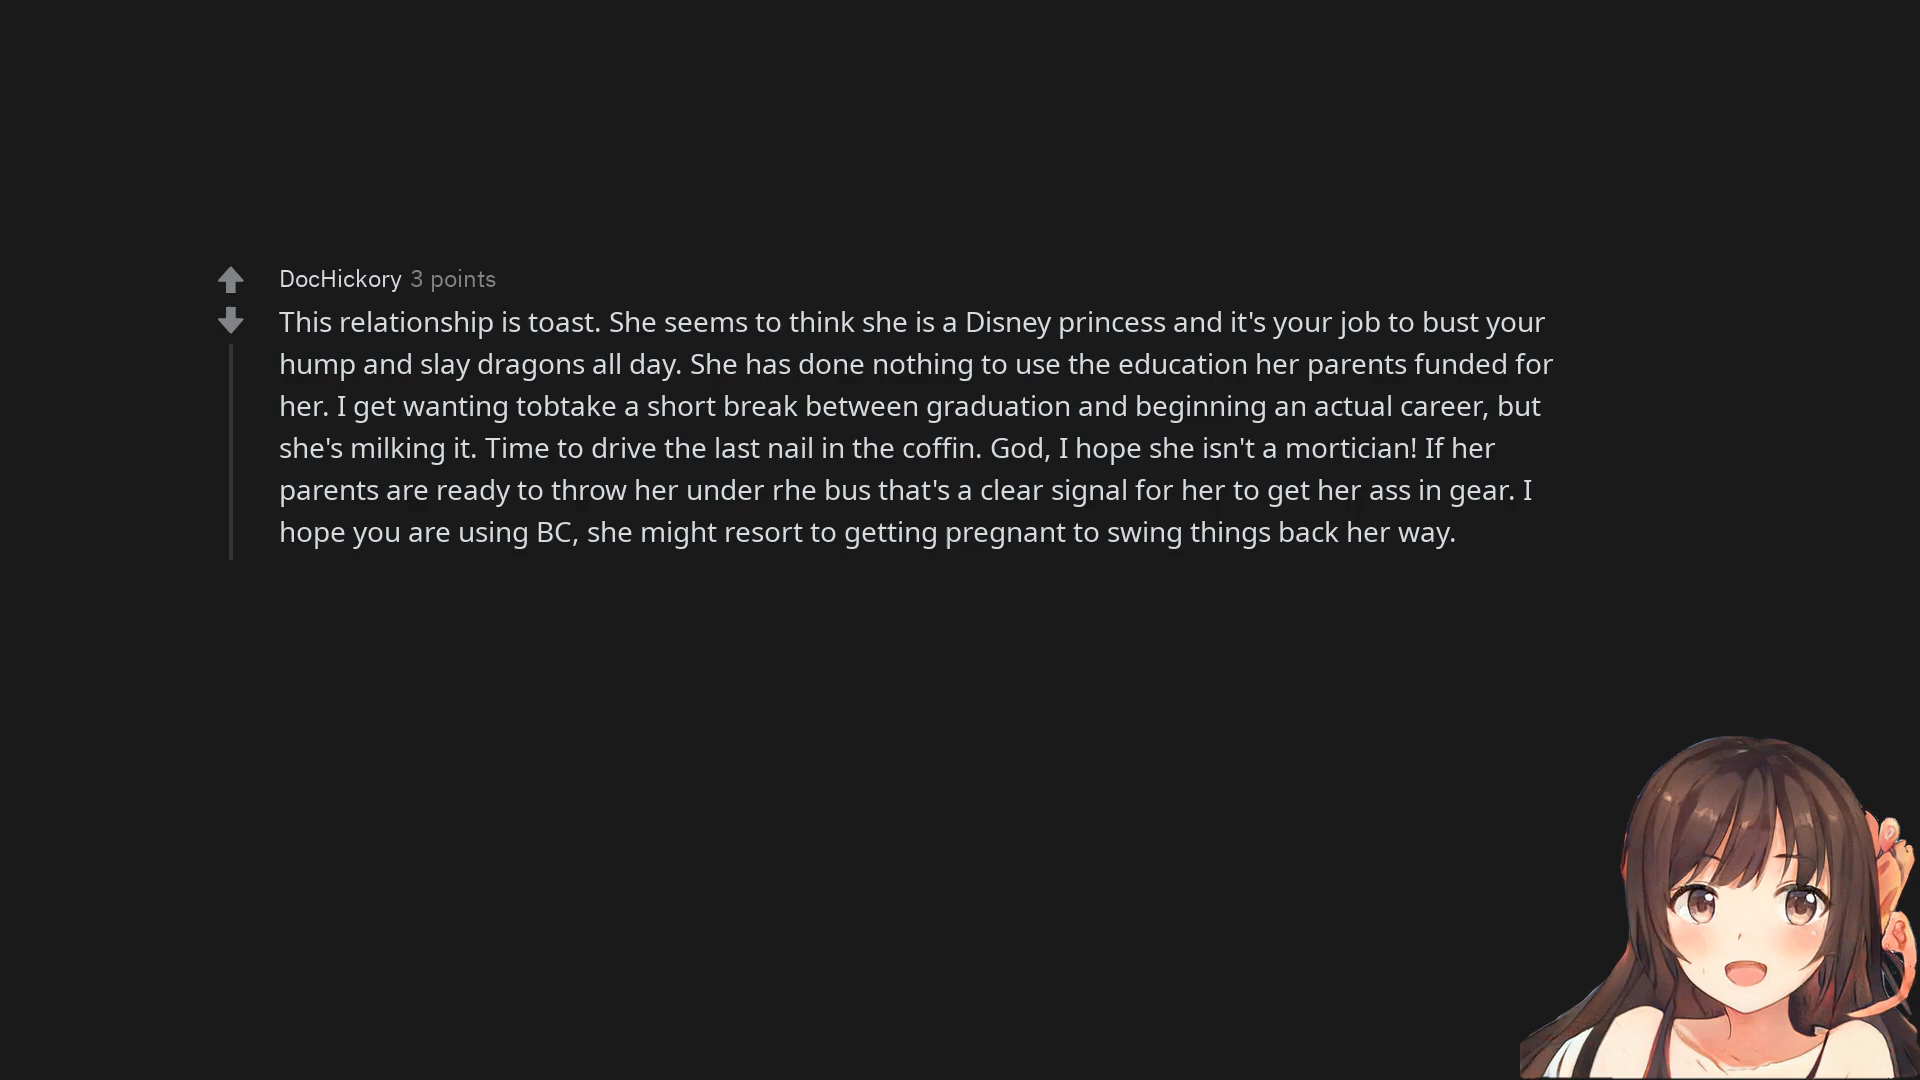 DocHickory 3 points
This relationship is toast. She seems to think she is a Disney princess and it's your job to bust your
hump and slay dragons all day. She has done nothing to use the education her parents funded for
her. I get wanting tobtake a short break between graduation and beginning an actual career, but
she's milking it. Time to drive the last nail in the coffin. God, I hope she isn't a mortician! If her
parents are ready to throw her under rhe bus that's a clear signal for her to get her ass in gear. I
hope you are using BC, she might resort to getting pregnant to swing things back her way.